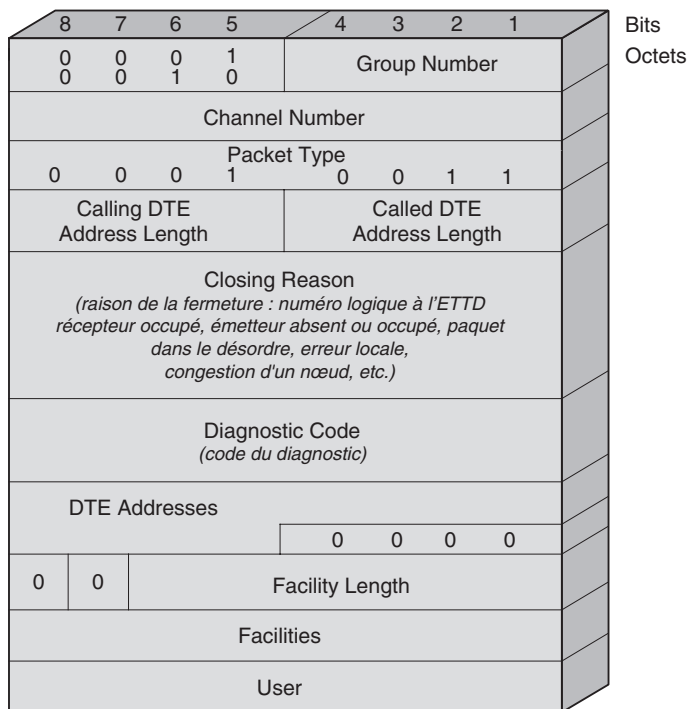 8 7 6 5 4 3 2 1 Bits
Octets
0 0 0 1
0 0 1 0
Group Number
Channel Number
Packet Type
0 0 0 1 0 0 1 1
Calling DTE
Address Length
Called DTE
Address Length
Closing Reason
(raison de la fermeture : numéro logique à l'ETTD
récepteur occupé, émetteur absent ou occupé, paquet
dans le désordre, erreur locale,
congestion d'un nœud, etc.)
Diagnostic Code
(code du diagnostic)
DTE Addresses
0 0 0 0
0 0 Facility Length
Facilities
User